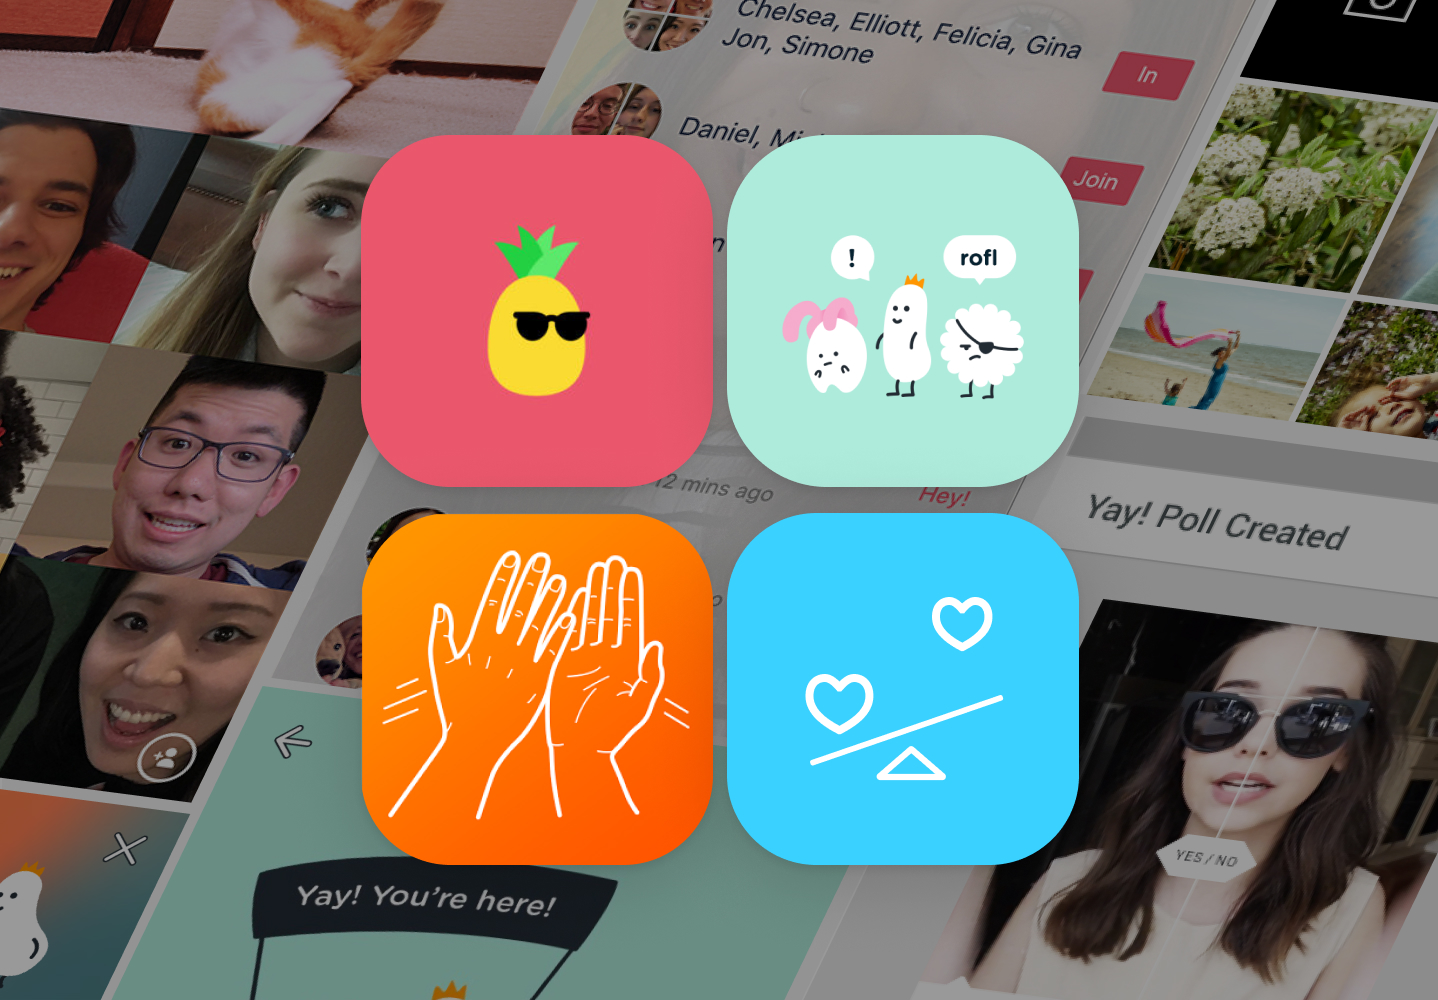 Chelsea, Elliott, Felicia, Gina
Jon, Simone
In
Daniel,
Join
!
rofl
12 mins ago
Hey!
Yay! Poll Created
YES / NO
Yay! You're here!